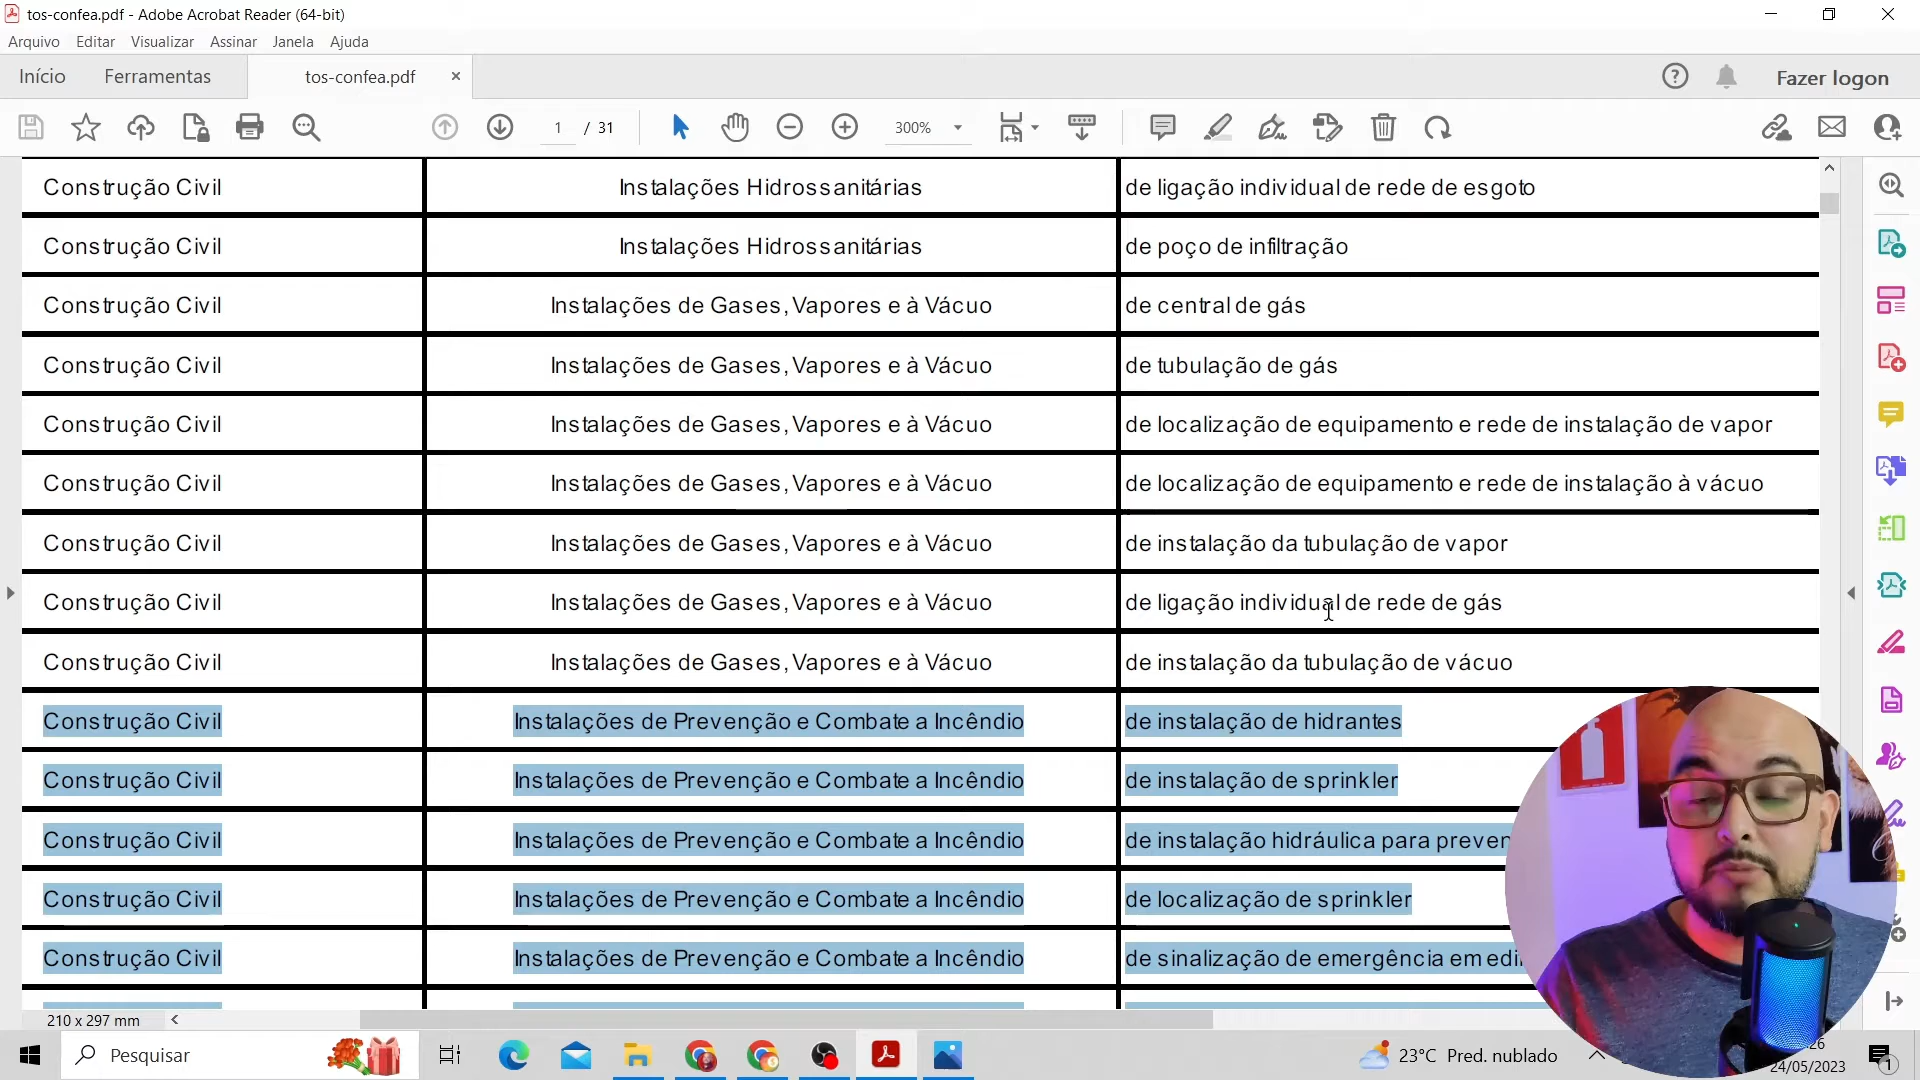 tos-confea.pdf - Adobe Acrobat Reader (64-bit)
Arquivo Editar Visualizar Assinar Janela Ajuda
Início Ferramentas tos-confea.pdf Fazer logon
1 / 31 300%
Construção Civil Instalações Hidrossanitárias de ligação individual de rede de esgoto
Construção Civil Instalações Hidrossanitárias de poço de infiltração
Construção Civil Instalações de Gases, Vapores e à Vácuo de central de gás
Construção Civil Instalações de Gases, Vapores e à Vácuo de tubulação de gás
Construção Civil Instalações de Gases, Vapores e à Vácuo de localização de equipamento e rede de instalação de vapor
Construção Civil Instalações de Gases, Vapores e à Vácuo de localização de equipamento e rede de instalação à vácuo
Construção Civil Instalações de Gases, Vapores e à Vácuo de instalação da tubulação de vapor
Construção Civil Instalações de Gases, Vapores e à Vácuo de ligação individual de rede de gás
Construção Civil Instalações de Gases, Vapores e à Vácuo de instalação da tubulação de vácuo
Construção Civil Instalações de Prevenção e Combate a Incêndio de instalação de hidrantes
Construção Civil Instalações de Prevenção e Combate a Incêndio de instalação de sprinkler
Construção Civil Instalações de Prevenção e Combate a Incêndio de instalação hidráulica para preven
Construção Civil Instalações de Prevenção e Combate a Incêndio de localização de sprinkler
Construção Civil Instalações de Prevenção e Combate a Incêndio de sinalização de emergência em edi
210 x 297 mm
Pesquisar 23°C Pred. nublado :26
24/05/2023 1